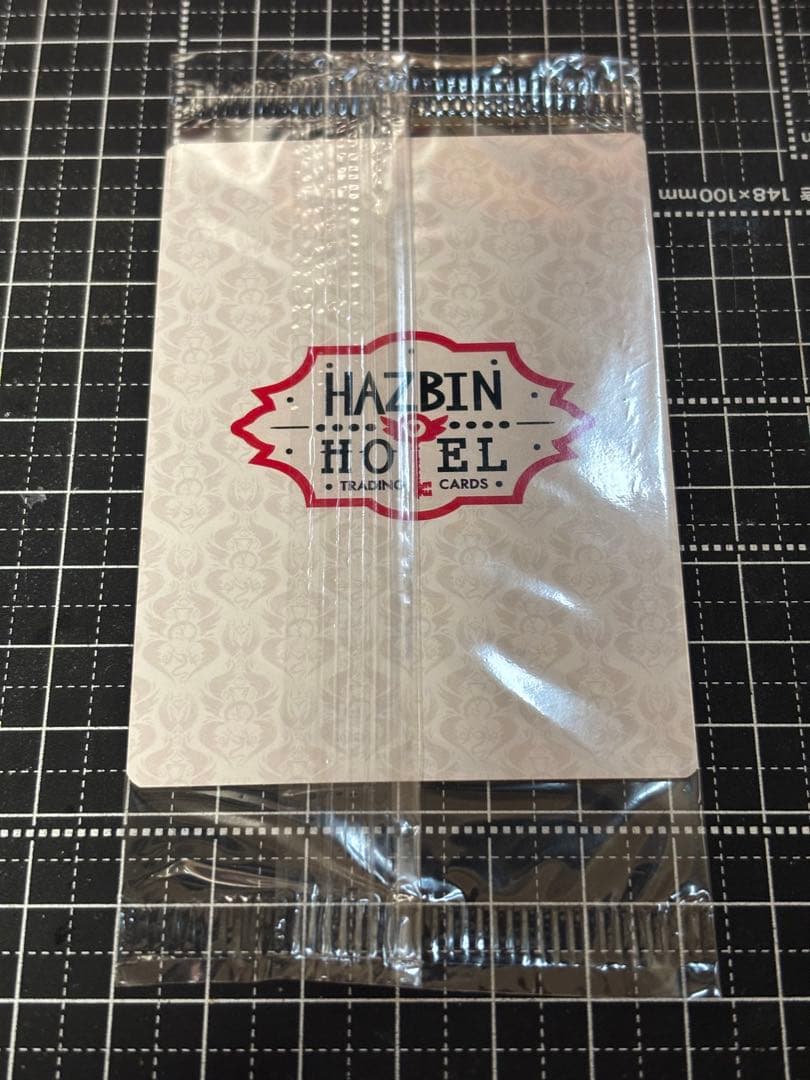 148×100mm
HAZBIN
HOTEL
TRADING CARDS